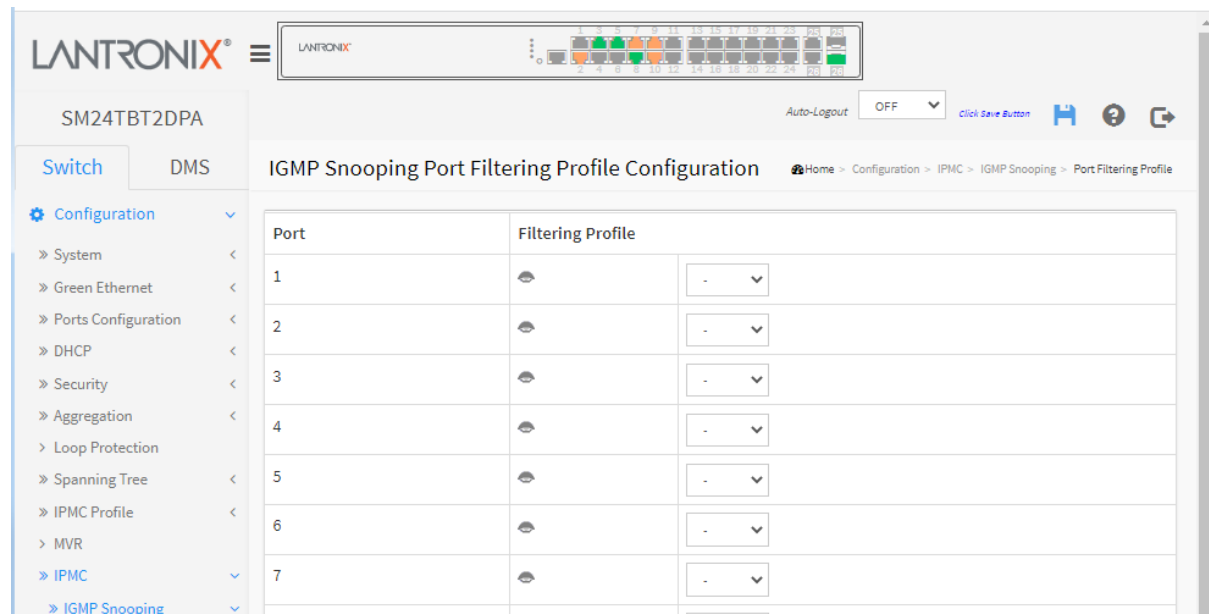 LANTRONIX®
LANTRONIX
1 3 5 7 9 11 13 15 17 19 21 23 25 25
2 4 6 8 10 12 14 16 18 20 22 24 26 26
SM24TBT2DPA
Auto-Logout OFF Click Save Button
Switch DMS
IGMP Snooping Port Filtering Profile Configuration
Home > Configuration > IPMC > IGMP Snooping > Port Filtering Profile
Configuration
» System <
» Green Ethernet <
» Ports Configuration <
» DHCP <
» Security <
» Aggregation <
> Loop Protection
» Spanning Tree <
» IPMC Profile <
> MVR
» IPMC
» IGMP Snooping
Port Filtering Profile
1 -
2 -
3 -
4 -
5 -
6 -
7 -